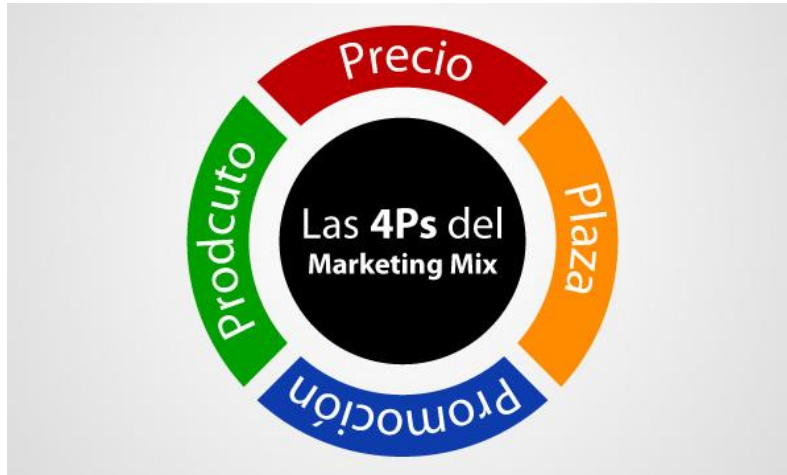 Precio
Plaza
Promoción
Prodcuto
Las 4Ps del
Marketing Mix